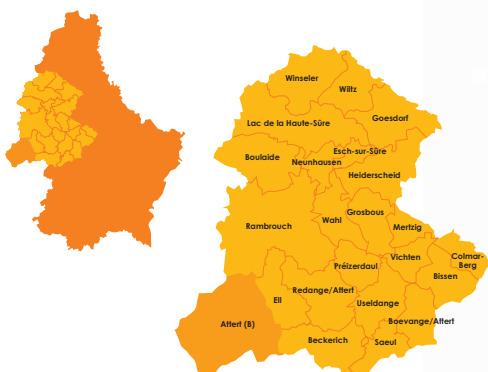 Winseler
Wiltz
Goesdorf
Lac de la Haute-Sûre
Esch-sur-Sûre
Boulaide
Neunhausen
Heiderscheid
Grosbous
Wahl
Rambrouch
Mertzig
Vichten
Colmar-
Berg
Préizerdaul
Bissen
Redange/Attert
Ell
Useldange
Attert (B)
Boevange/Attert
Beckerich
Saeul